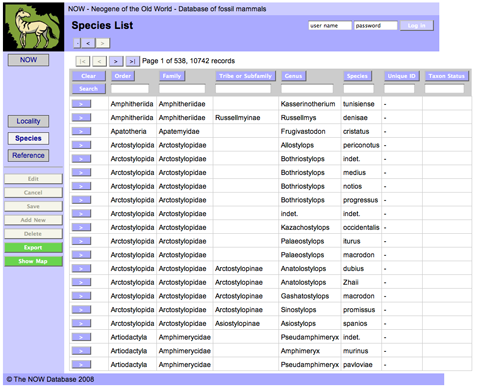 NOW - Neogene of the Old World - Database of fossil mammals
Species List
user name password Log in
- < >
|< < > >| Page 1 of 538, 10742 records
NOW
Clear Order Family Tribe or Subfamily Genus Species Unique ID Taxon Status
Search
> Amphitheriida Amphitheriidae Kasserinotherium tunisiense -
> Amphitheriida Amphitheriidae Russellmyinae Russellmys denisae -
> Apatotheria Apatemyidae Frugivastodon cristatus -
> Arctostylopida Arctostylopidae Allostylops periconotus -
> Arctostylopida Arctostylopidae Bothriostylops indet. -
> Arctostylopida Arctostylopidae Bothriostylops medius -
> Arctostylopida Arctostylopidae Bothriostylops notios -
> Arctostylopida Arctostylopidae Bothriostylops progressus -
> Arctostylopida Arctostylopidae indet. indet. -
> Arctostylopida Arctostylopidae Kazachostylops occidentalis -
> Arctostylopida Arctostylopidae Palaeostylops iturus -
> Arctostylopida Arctostylopidae Palaeostylops macrodon -
> Arctostylopida Arctostylopidae Arctostylopinae Anatolostylops dubius -
> Arctostylopida Arctostylopidae Arctostylopinae Anatolostylops Zhaii -
> Arctostylopida Arctostylopidae Arctostylopinae Gashatostylops macrodon -
> Arctostylopida Arctostylopidae Arctostylopinae Sinostylops promissus -
> Arctostylopida Arctostylopidae Asiostylopinae Asiostylops spanios -
> Artiodactyla Amphimerycidae Pseudamphimeryx indet. -
> Artiodactyla Amphimerycidae Amphimeryx murinus -
> Artiodactyla Amphimerycidae Pseudamphimeryx pavloviae -
Locality
Species
Reference
Edit
Cancel
Save
Add New
Delete
Export
Show Map
© The NOW Database 2008